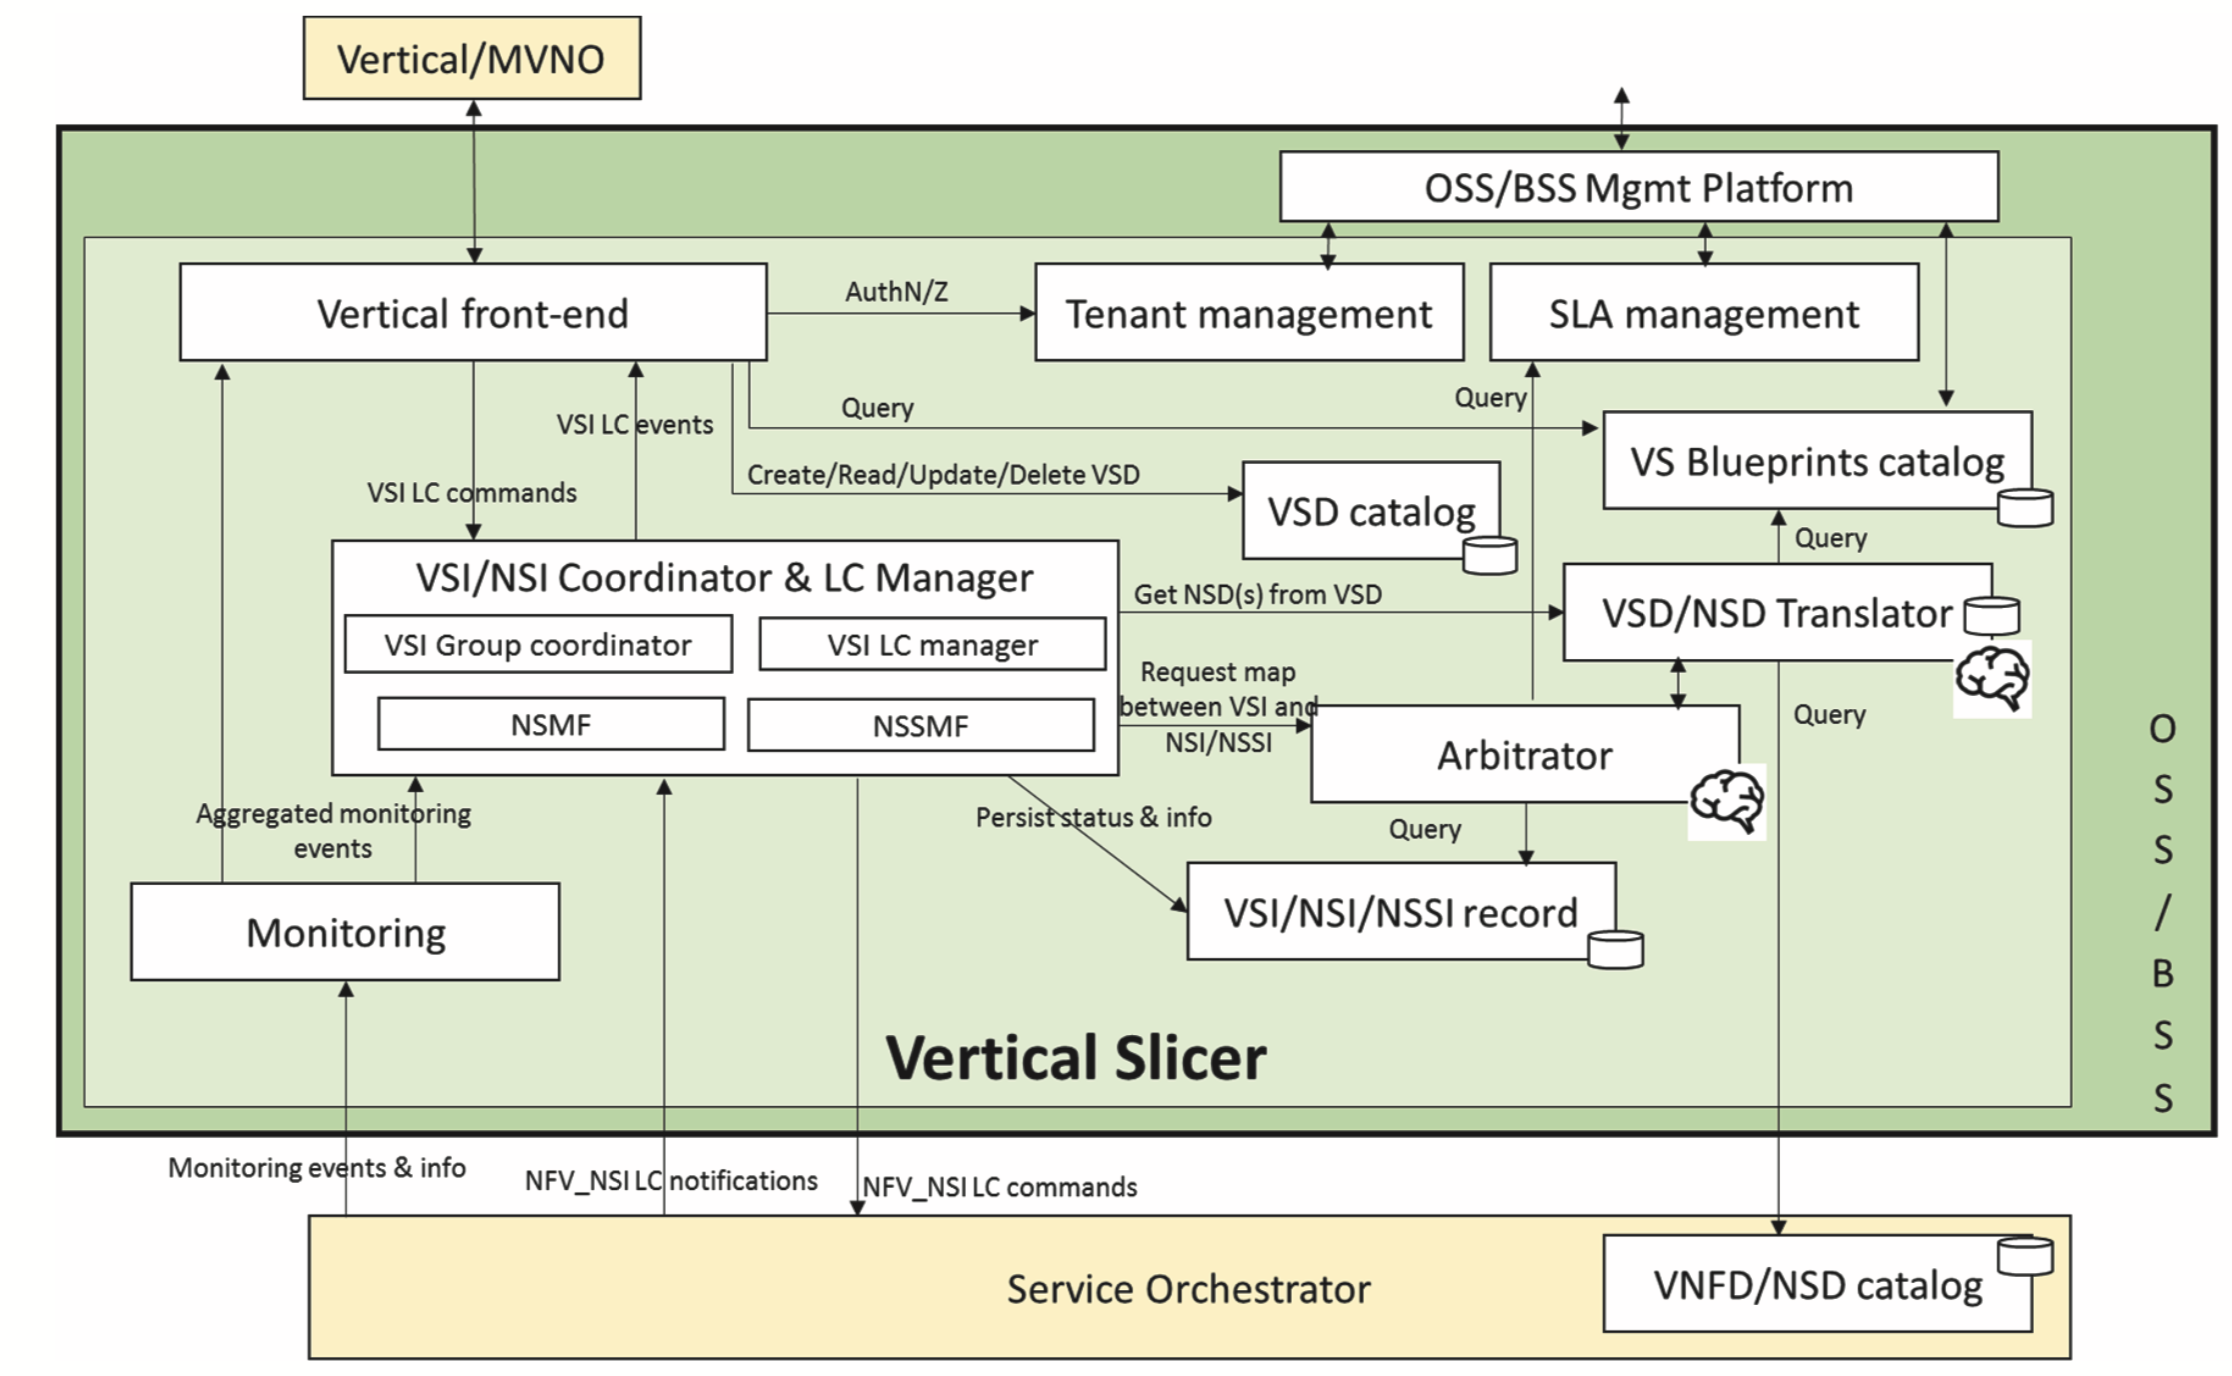 Vertical/MVNO
OSS/BSS Mgmt Platform
Vertical front-end
AuthN/Z
Tenant management
SLA management
Query
Query
VSI LC events
VS Blueprints catalog
Create/Read/Update/Delete VSD
VSI LC commands
VSD catalog
Query
VSI/NSI Coordinator & LC Manager
Get NSD(s) from VSD
VSD/NSD Translator
VSI Group coordinator
VSI LC manager
Request map
between VSI and
NSI/NSSI
NSMF
NSSMF
Query
Arbitrator
Aggregated monitoring
events
Persist status & info
Query
Monitoring
VSI/NSI/NSSI record
Vertical Slicer
O
S
S
/
B
S
S
Monitoring events & info
NFV_NSI LC notifications
NFV_NSI LC commands
Service Orchestrator
VNFD/NSD catalog